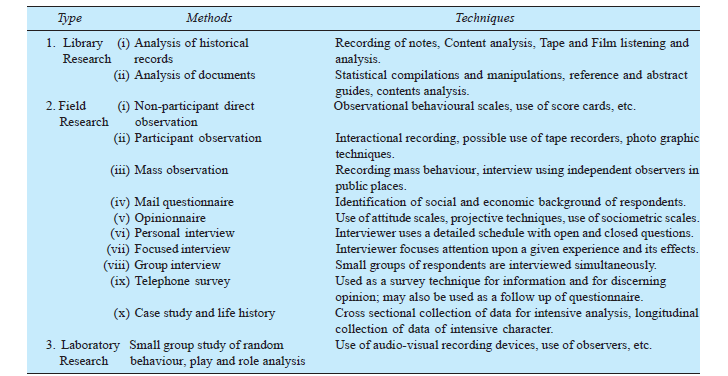 Type Methods Techniques
1. Library (i) Analysis of historical Recording of notes, Content analysis, Tape and Film listening and
Research records analysis.
(ii) Analysis of documents Statistical compilations and manipulations, reference and abstract
guides, contents analysis.
2. Field (i) Non-participant direct Observational behavioural scales, use of score cards, etc.
Research observation
(ii) Participant observation Interactional recording, possible use of tape recorders, photo graphic
techniques.
(iii) Mass observation Recording mass behaviour, interview using independent observers in
public places.
(iv) Mail questionnaire Identification of social and economic background of respondents.
(v) Opinionnaire Use of attitude scales, projective techniques, use of sociometric scales.
(vi) Personal interview Interviewer uses a detailed schedule with open and closed questions.
(vii) Focused interview Interviewer focuses attention upon a given experience and its effects.
(viii) Group interview Small groups of respondents are interviewed simultaneously.
(ix) Telephone survey Used as a survey technique for information and for discerning
opinion; may also be used as a follow up of questionnaire.
(x) Case study and life history Cross sectional collection of data for intensive analysis, longitudinal
collection of data of intensive character.
3. Laboratory Small group study of random Use of audio-visual recording devices, use of observers, etc.
Research behaviour, play and role analysis